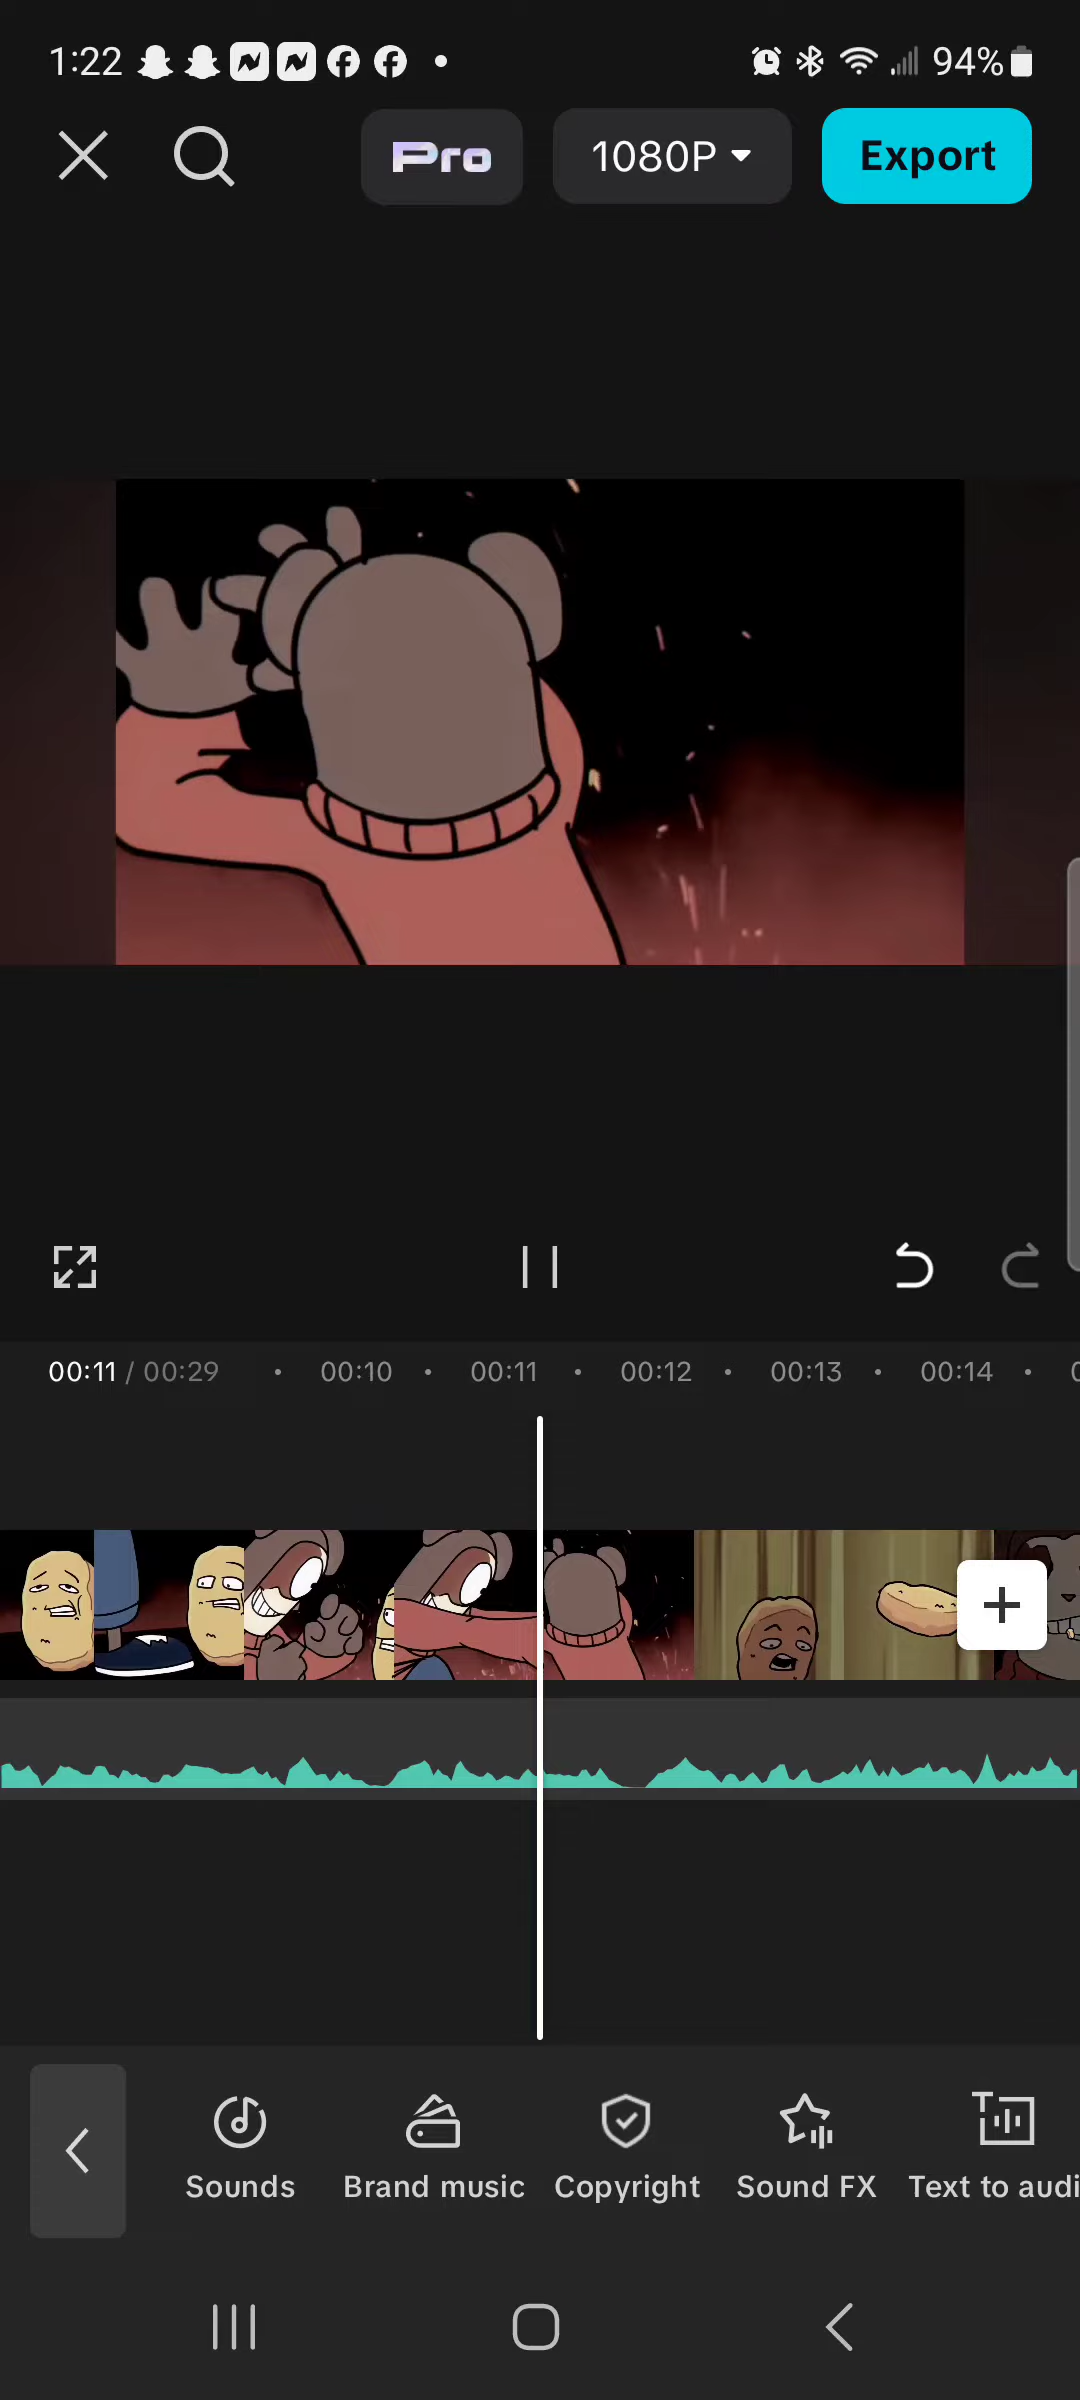 1:22 94%
Pro 1080P Export
00:11 / 00:29 00:10 00:11 00:12 00:13 00:14
Sounds Brand music Copyright Sound FX Text to audi